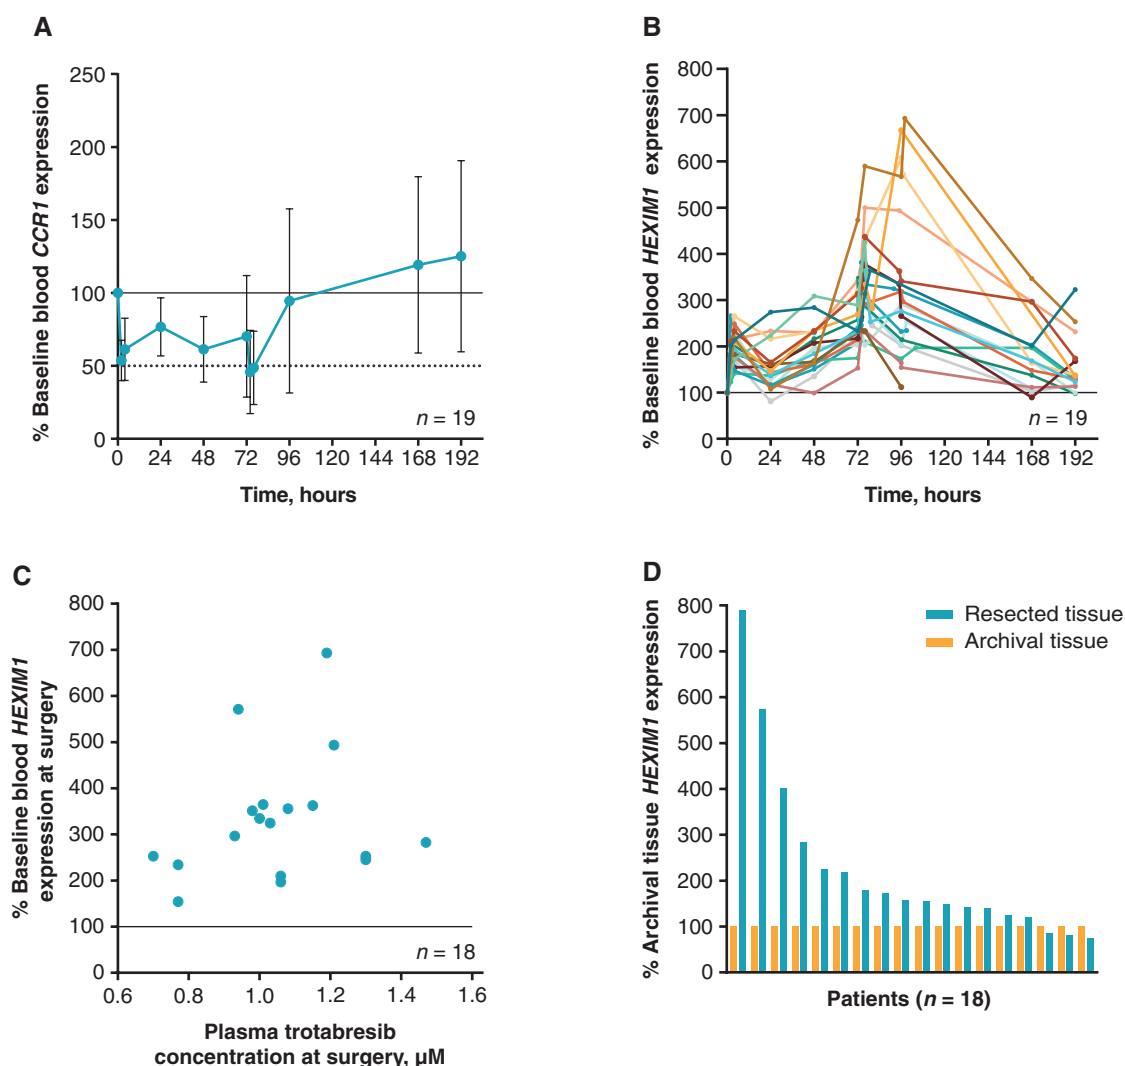 A
% Baseline blood CCR1 expression
250
200
150
100
50
0
n = 19
0 24 48 72 96 120 144 168 192
Time, hours
B
% Baseline blood HEXIM1 expression
800
700
600
500
400
300
200
100
0
n = 19
0 24 48 72 96 120 144 168 192
Time, hours
C
% Baseline blood HEXIM1
expression at surgery
800
700
600
500
400
300
200
100
0
n = 18
0.6 0.8 1.0 1.2 1.4 1.6
Plasma trotabresib
concentration at surgery, µM
D
% Archival tissue HEXIM1 expression
800
700
600
500
400
300
200
100
0
Resected tissue
Archival tissue
Patients (n = 18)